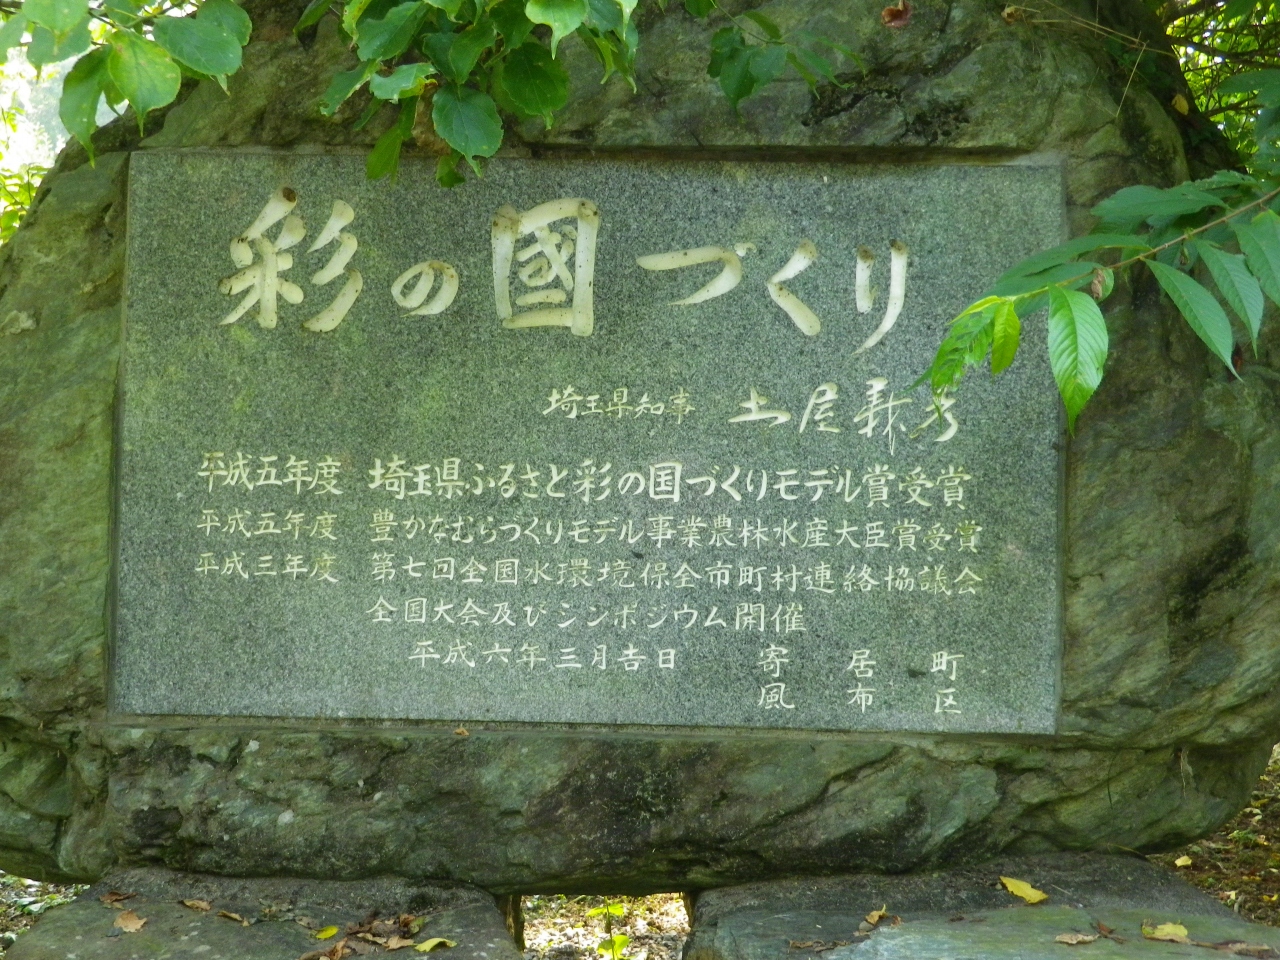 彩の國づくり
埼玉県知事 土屋義彦
平成五年度 埼玉県ふるさと彩の国づくりモデル賞受賞
平成五年度 豊かなむらつくりモデル事業農林水産大臣賞受賞
平成三年度 第七回全国水環境保全市町村連絡協議会
全国大会及びシンポジウム開催
平成六年三月吉日 寄居町
風布区